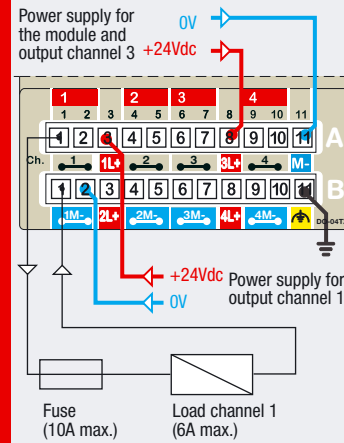 Power supply for
the module and
output channel 3
0V
+24Vdc
1 2 3 4
1 2 3 4 5 6 7 8 9 10 11
1 2 3 4 5 6 7 8 9 10 11 A
Ch. 1 1L+ 2 3 3L+ 4 M-
1 2 3 4 5 6 7 8 9 10 11 B
1M- 2L+ 2M- 3M- 4L+ 4M-
+24Vdc
0V
Power supply for
output channel 1
Fuse
(10A max.)
Load channel 1
(6A max.)